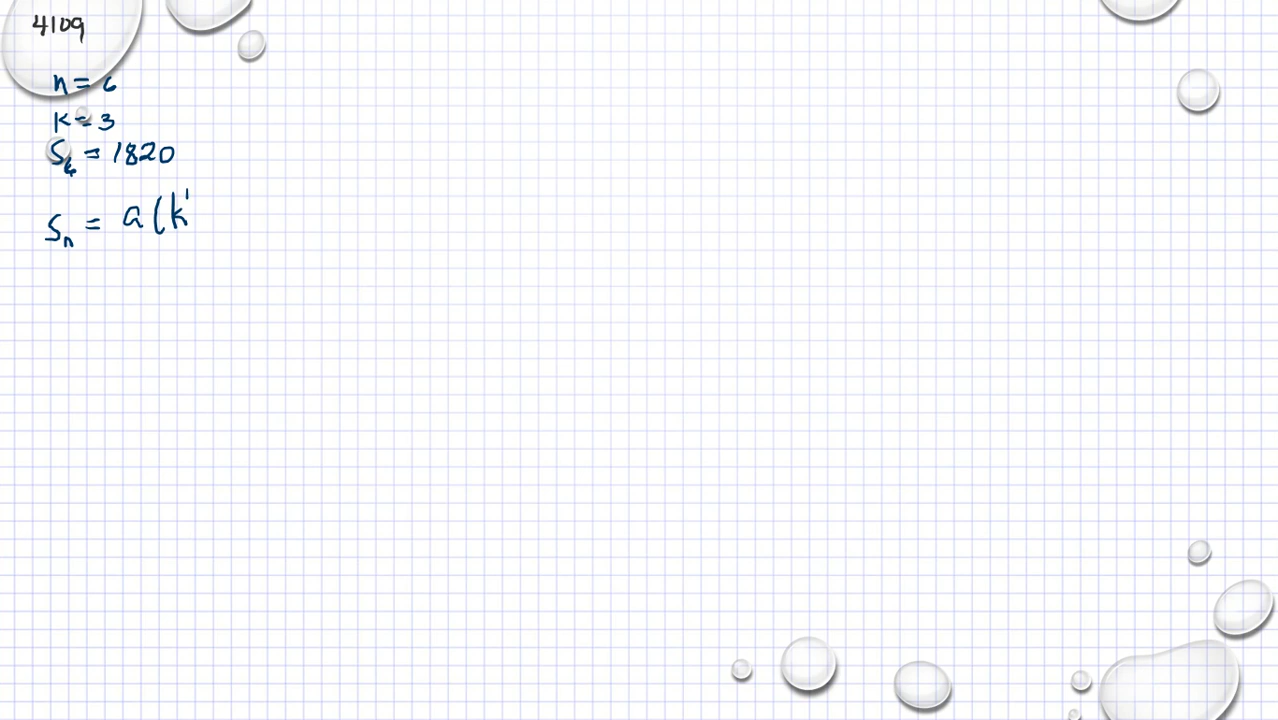 4109
n = 6
k = 3
S₆ = 1820
Sₙ = a(k